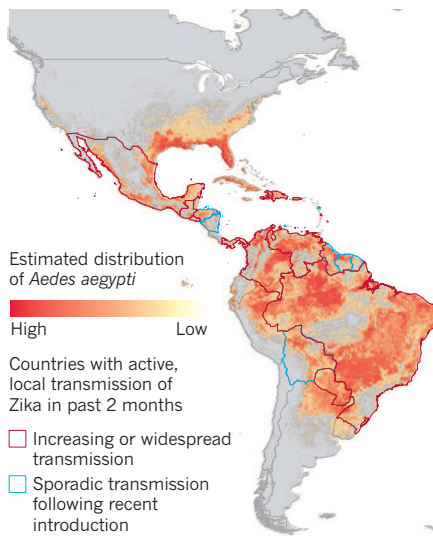 Estimated distribution
of Aedes aegypti
High Low
Countries with active,
local transmission of
Zika in past 2 months
Increasing or widespread
transmission
Sporadic transmission
following recent
introduction